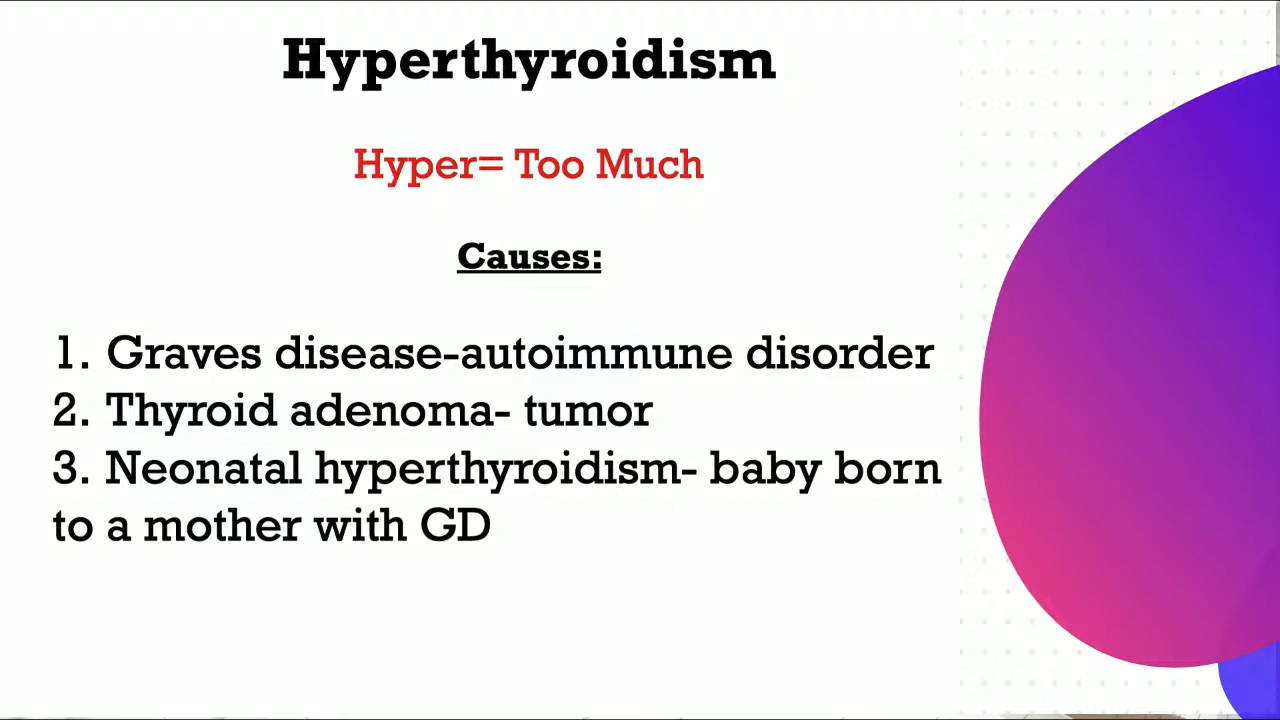 Hyperthyroidism
Hyper= Too Much
Causes:
1. Graves disease-autoimmune disorder
2. Thyroid adenoma- tumor
3. Neonatal hyperthyroidism- baby born
to a mother with GD